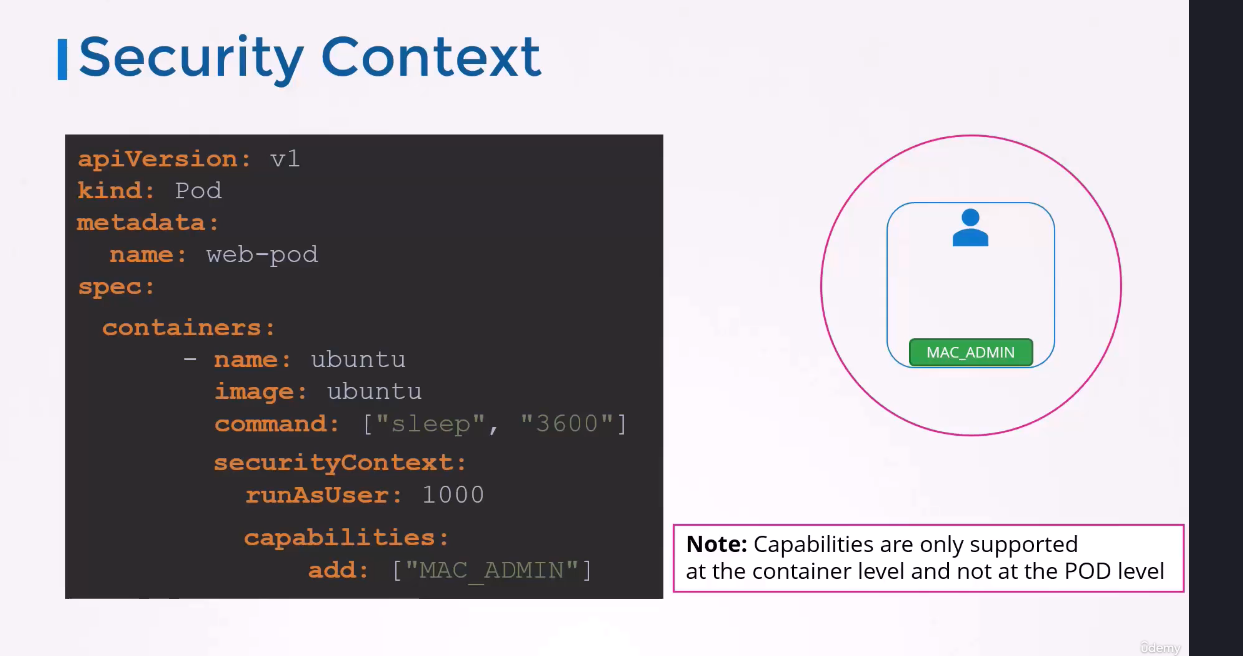 Security Context
apiVersion: v1
kind: Pod
metadata:
name: web-pod
spec:
containers:
- name: ubuntu
image: ubuntu
command: ["sleep", "3600"]
securityContext:
runAsUser: 1000
capabilities:
add: ["MAC_ADMIN"]
MAC_ADMIN
Note: Capabilities are only supported
at the container level and not at the POD level
ûdemy